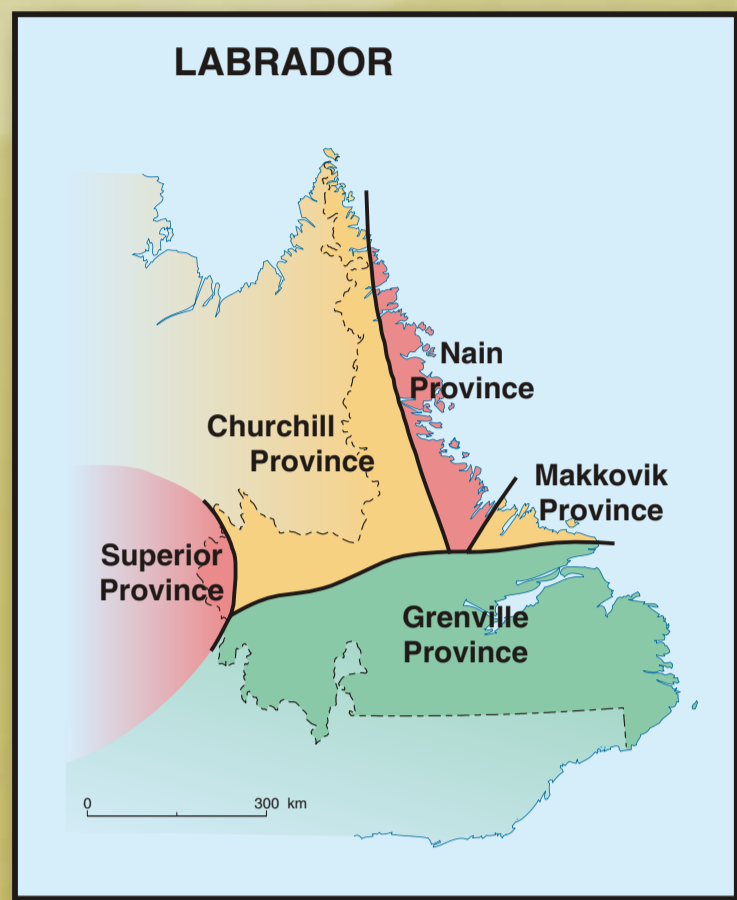 LABRADOR
Nain
Province
Churchill
Province
Makkovik
Province
Superior
Province
Grenville
Province
0 300 km